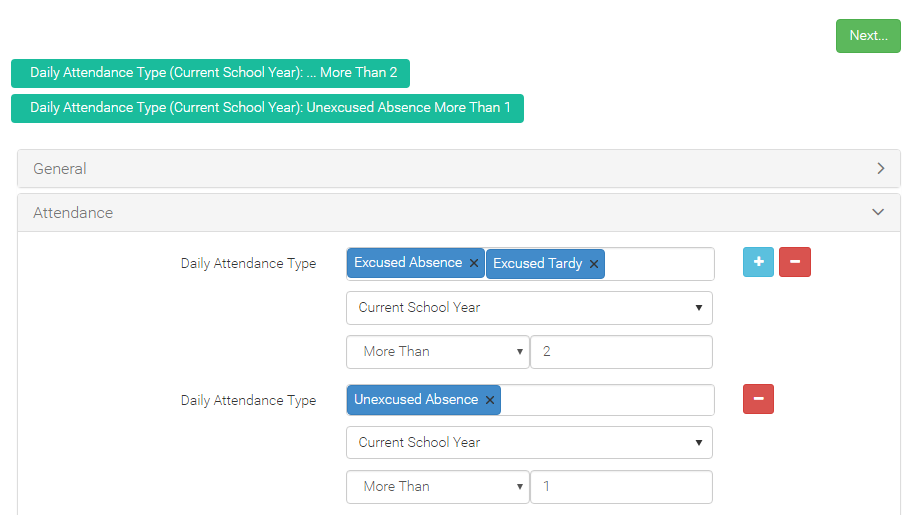 Next...
Daily Attendance Type (Current School Year): ... More Than 2
Daily Attendance Type (Current School Year): Unexcused Absence More Than 1
General
Attendance
Daily Attendance Type Excused Absence × Excused Tardy ×
Current School Year
More Than 2
Daily Attendance Type Unexcused Absence ×
Current School Year
More Than 1